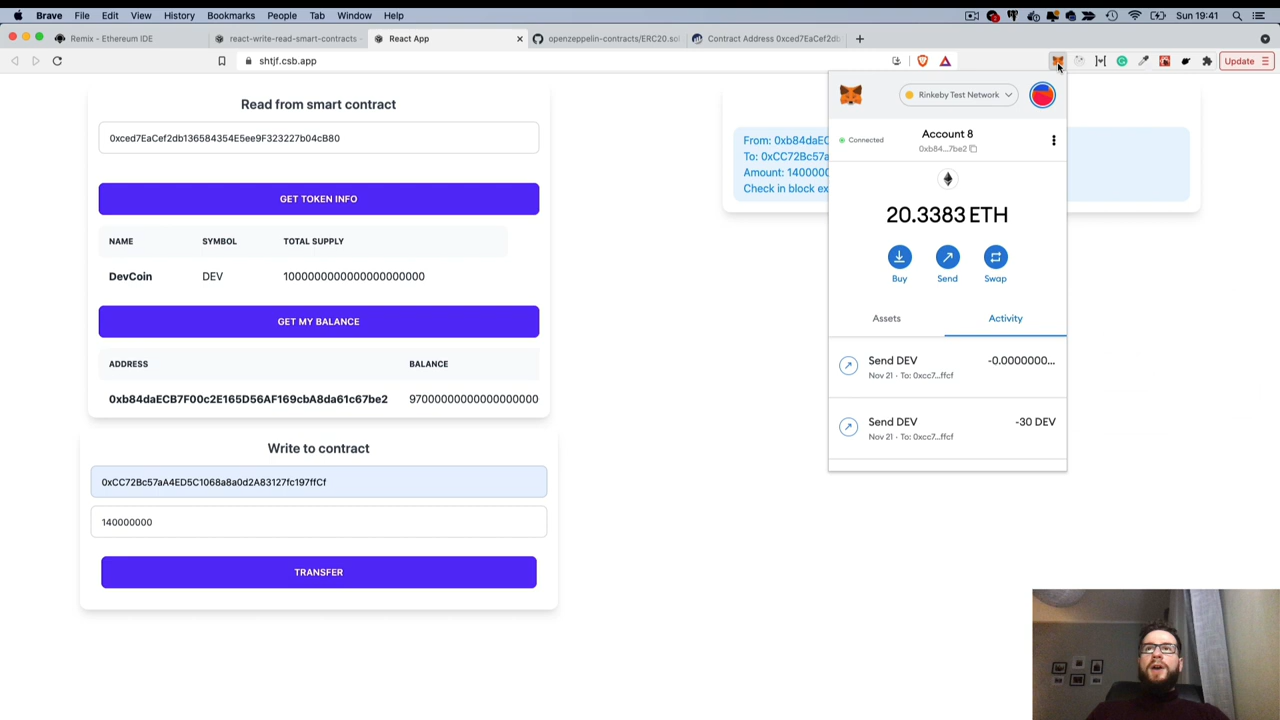 Brave File Edit View History Bookmarks People Tab Window Help Sun 19:41
Remix - Ethereum IDE react-write-read-smart-contracts React App openzeppelin-contracts/ERC20.sol Contract Address 0xced7EaCef2db
shtjf.csb.app Update
Read from smart contract
0xced7EaCef2db136584354E5ee9F323227b04cB80
GET TOKEN INFO
NAME SYMBOL TOTAL SUPPLY
DevCoin DEV 100000000000000000000
GET MY BALANCE
ADDRESS BALANCE
0xb84daECB7F00c2E165D56AF169cbA8da61c67be2 97000000000000000000
Write to contract
0xCC72Bc57aA4ED5C1068a8a0d2A83127fc197ffCf
140000000
TRANSFER
From: 0xb84daEC
To: 0xCC72Bc57a
Amount: 1400000
Check in block ex
Rinkeby Test Network
Connected
Account 8
0xb84...7be2
20.3383 ETH
Buy Send Swap
Assets Activity
Send DEV -0.0000000...
Nov 21 · To: 0xcc7...ffcf
Send DEV -30 DEV
Nov 21 · To: 0xcc7...ffcf